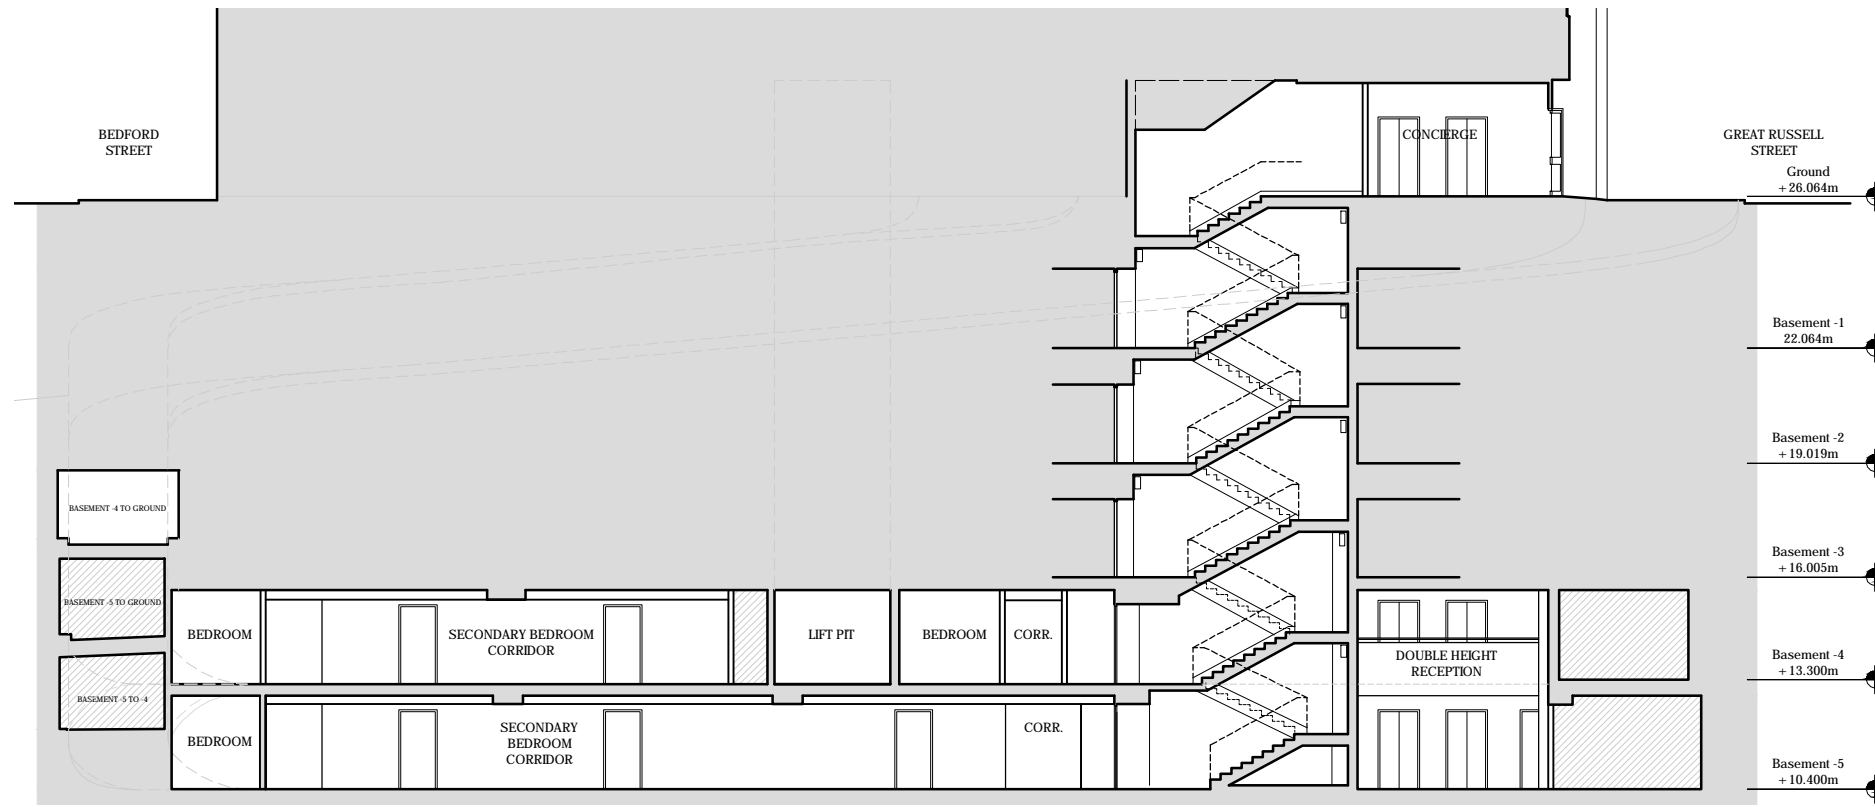 BEDFORD
STREET
CONCIERGE
GREAT RUSSELL
STREET
Ground
+26.064m
Basement -1
22.064m
Basement -2
+19.019m
BASEMENT -4 TO GROUND
Basement -3
+16.005m
BASEMENT -5 TO GROUND
BEDROOM
SECONDARY BEDROOM
CORRIDOR
LIFT PIT
BEDROOM
CORR.
DOUBLE HEIGHT
RECEPTION
Basement -4
+13.300m
BASEMENT -5 TO -4
BEDROOM
SECONDARY
BEDROOM
CORRIDOR
CORR.
Basement -5
+10.400m